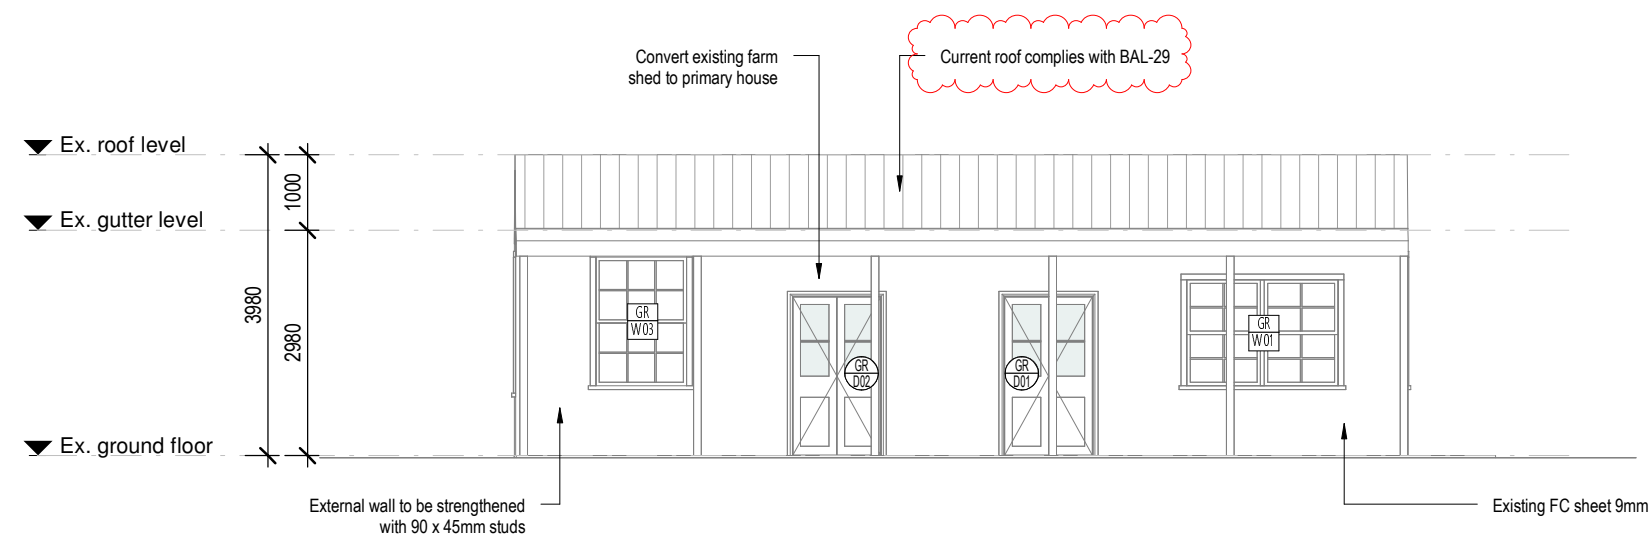 Convert existing farm
shed to primary house
Current roof complies with BAL-29
Ex. roof level
1000
Ex. gutter level
3980
2980
GR
W03
GR
D02
GR
D01
GR
W01
Ex. ground floor
External wall to be strengthened
with 90 x 45mm studs
Existing FC sheet 9mm